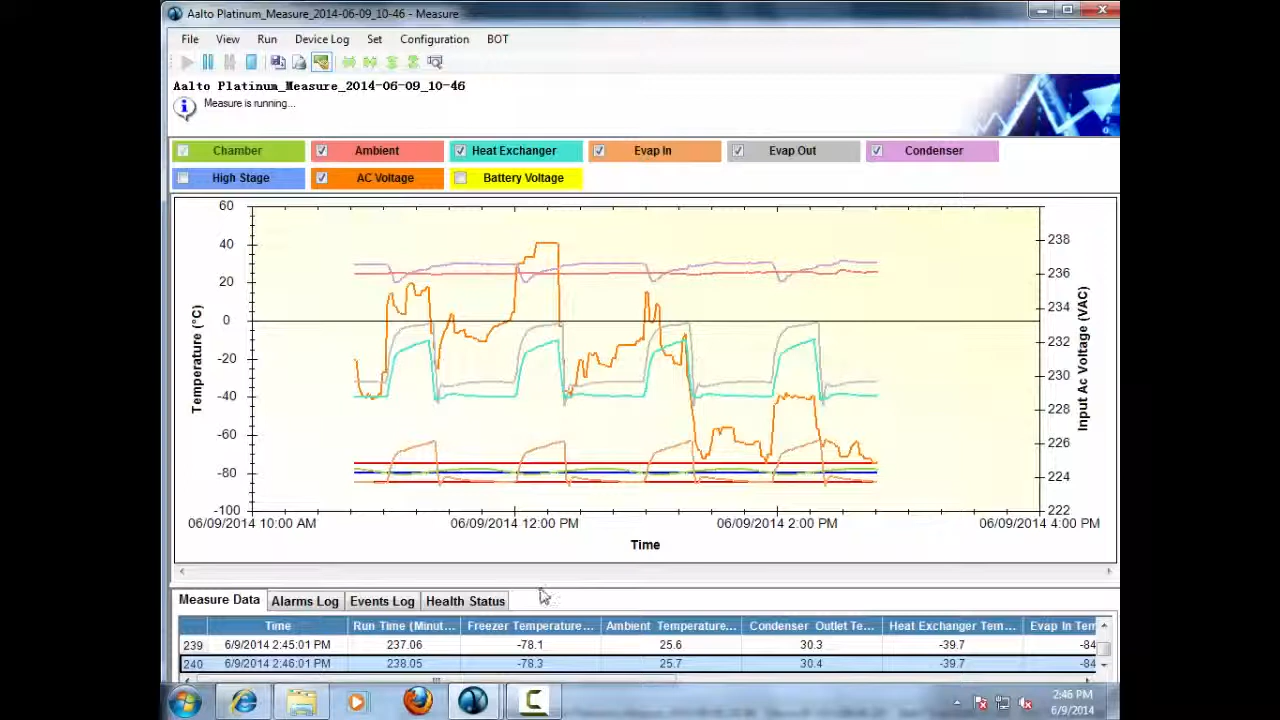 Aalto Platinum_Measure_2014-06-09_10-46 - Measure
File View Run Device Log Set Configuration BOT
Aalto Platinum_Measure_2014-06-09_10-46
Measure is running...
Chamber Ambient Heat Exchanger Evap In Evap Out Condenser
High Stage AC Voltage Battery Voltage
60
40
20
0
-20
-40
-60
-80
-100
Temperature (°C)
238
236
234
232
230
228
226
224
222
Input Ac Voltage (VAC)
06/09/2014 10:00 AM 06/09/2014 12:00 PM 06/09/2014 2:00 PM 06/09/2014 4:00 PM
Time
Measure Data Alarms Log Events Log Health Status
Time Run Time (Minut... Freezer Temperature... Ambient Temperature... Condenser Outlet Te... Heat Exchanger Tem... Evap In Tem
239 6/9/2014 2:45:01 PM 237.06 -78.1 25.6 30.3 -39.7 -84
240 6/9/2014 2:46:01 PM 238.05 -78.3 25.7 30.4 -39.7 -84
2:46 PM
6/9/2014